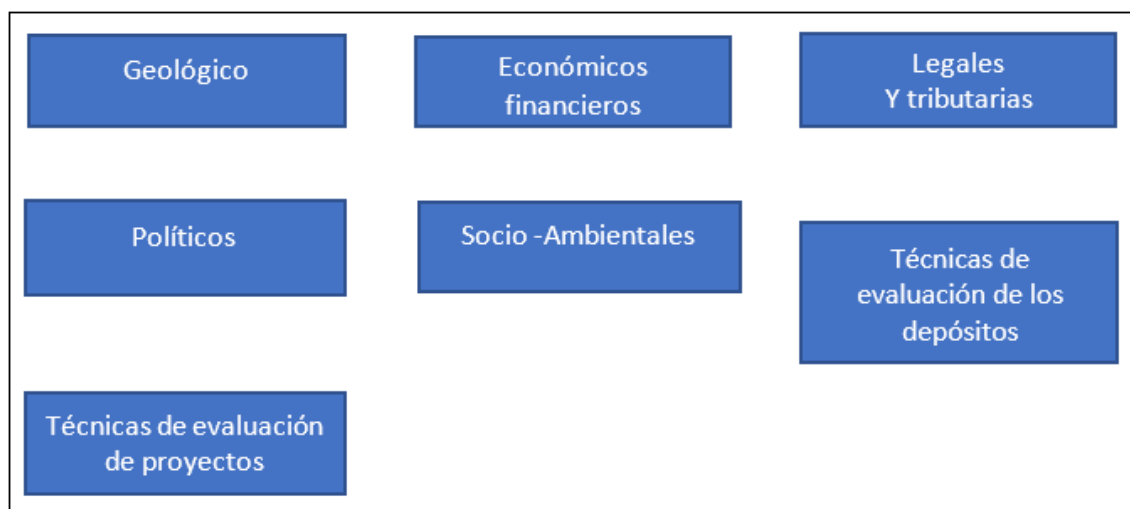 Geológico
Económicos
financieros
Legales
Y tributarias
Políticos
Socio -Ambientales
Técnicas de
evaluación de los
depósitos
Técnicas de evaluación
de proyectos